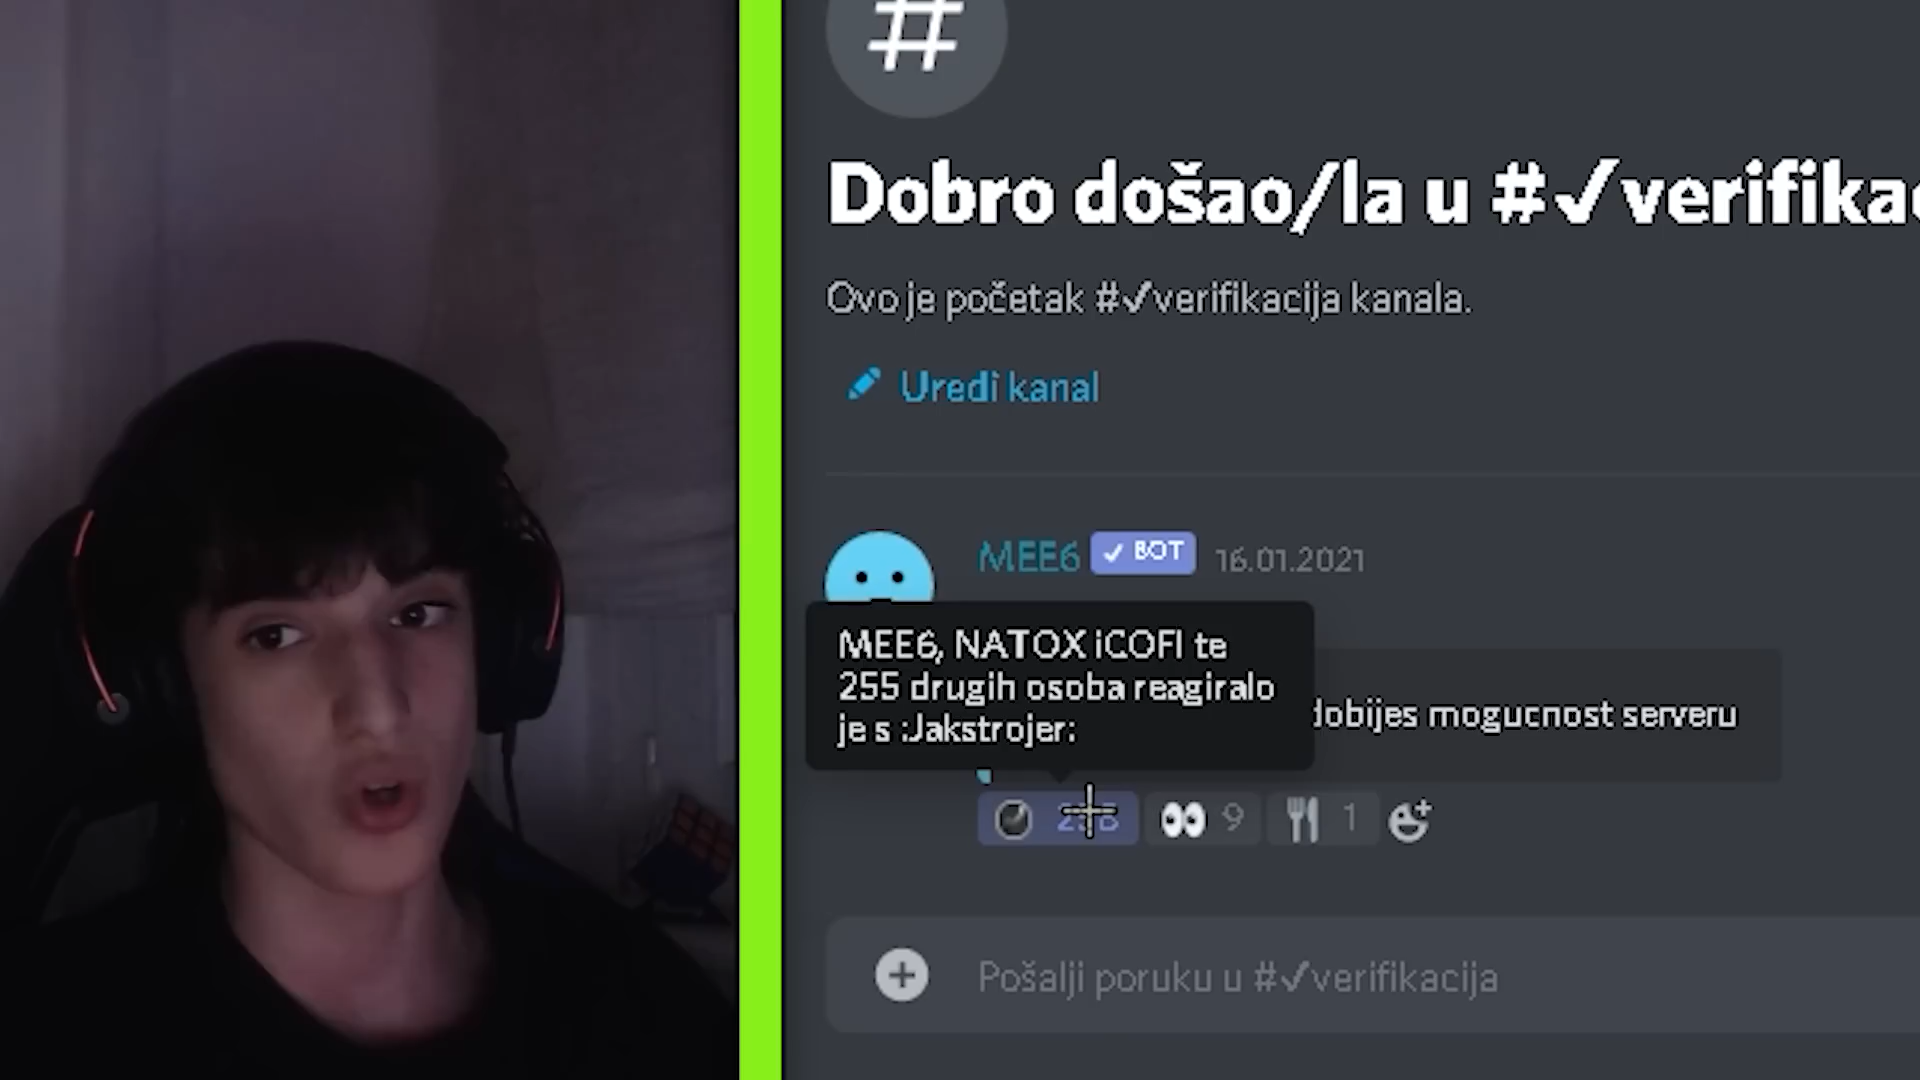 #
Dobro došao/la u #✓verifikac
Ovo je početak #✓verifikacija kanala.
Uredi kanal
MEE6 ✓ BOT 16.01.2021
MEE6, NATOX iCOFI te
255 drugih osoba reagiralo
je s :Jakstrojer:
dobijes mogucnost serveru
9 1
Pošalji poruku u #✓verifikacija